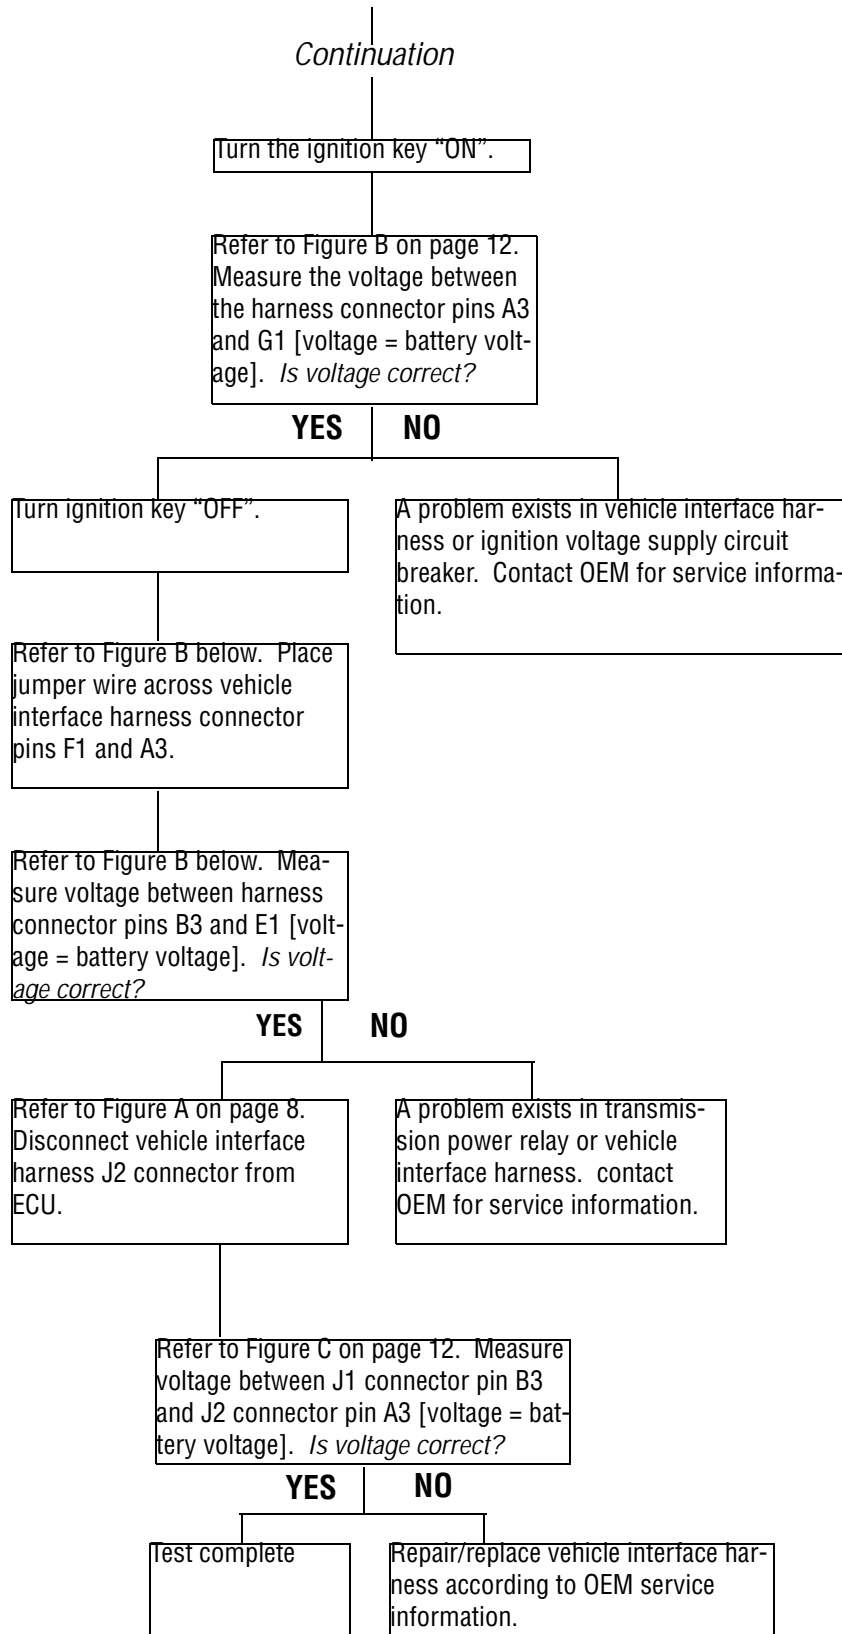 Continuation
Turn the ignition key “ON”.
Refer to Figure B on page 12.
Measure the voltage between
the harness connector pins A3
and G1 [voltage = battery volt-
age].  Is voltage correct?
YES NO
Turn ignition key “OFF”.
A problem exists in vehicle interface har-
ness or ignition voltage supply circuit
breaker.  Contact OEM for service informa-
tion.
Refer to Figure B below.  Place
jumper wire across vehicle
interface harness connector
pins F1 and A3.
Refer to Figure B below.  Mea-
sure voltage between harness
connector pins B3 and E1 [volt-
age = battery voltage].  Is volt-
age correct?
YES NO
Refer to Figure A on page 8.
Disconnect vehicle interface
harness J2 connector from
ECU.
A problem exists in transmis-
sion power relay or vehicle
interface harness.  contact
OEM for service information.
Refer to Figure C on page 12.  Measure
voltage between J1 connector pin B3
and J2 connector pin A3 [voltage = bat-
tery voltage].  Is voltage correct?
YES NO
Test complete
Repair/replace vehicle interface har-
ness according to OEM service
information.